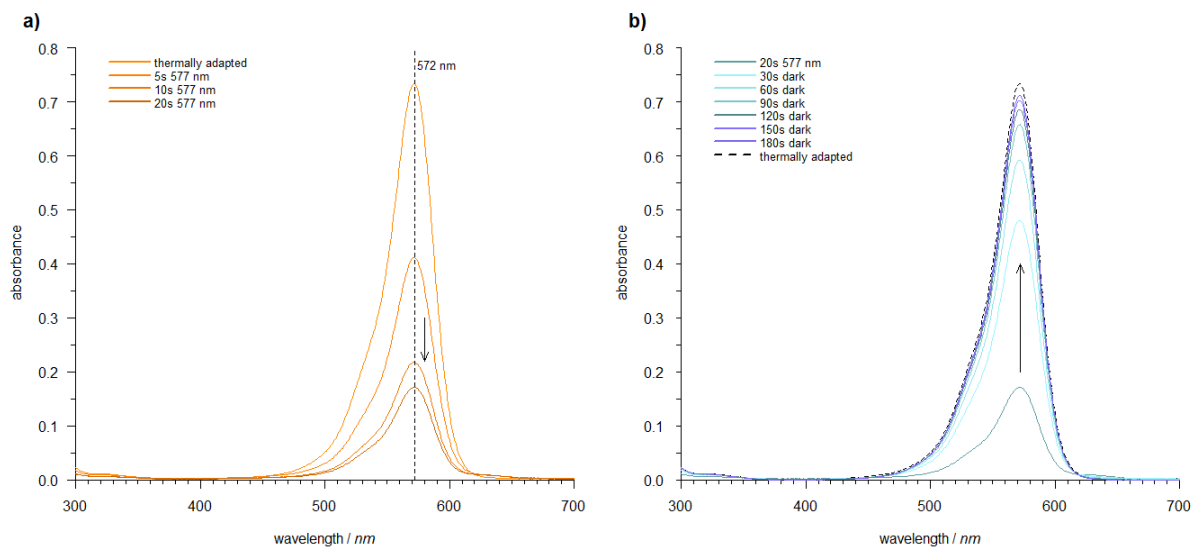 a)
0.8
0.7
0.6
0.5
0.4
0.3
0.2
0.1
0.0
absorbance
thermally adapted
5s 577 nm
10s 577 nm
20s 577 nm
572 nm
300
400
500
600
700
wavelength / nm
b)
0.8
0.7
0.6
0.5
0.4
0.3
0.2
0.1
0.0
absorbance
20s 577 nm
30s dark
60s dark
90s dark
120s dark
150s dark
180s dark
thermally adapted
300
400
500
600
700
wavelength / nm